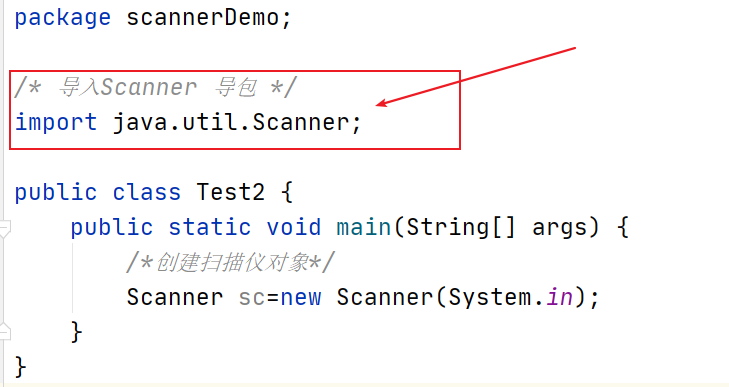 package scannerDemo;
/* 导入Scanner 导包 */
import java.util.Scanner;
public class Test2 {
public static void main(String[] args) {
/*创建扫描仪对象*/
Scanner sc=new Scanner(System.in);
}
}